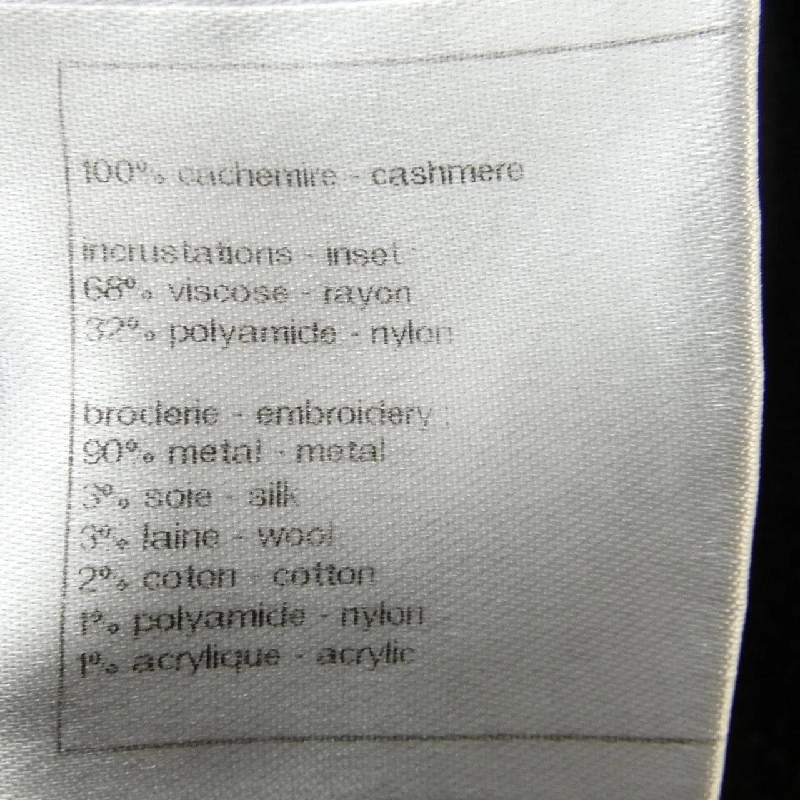 100% cachemire - cashmere
incrustations - inset :
68% viscose - rayon
32% polyamide - nylon
broderie - embroidery :
90% metal - metal
3% soie - silk
3% laine - wool
2% coton - cotton
1% polyamide - nylon
1% acrylique - acrylic